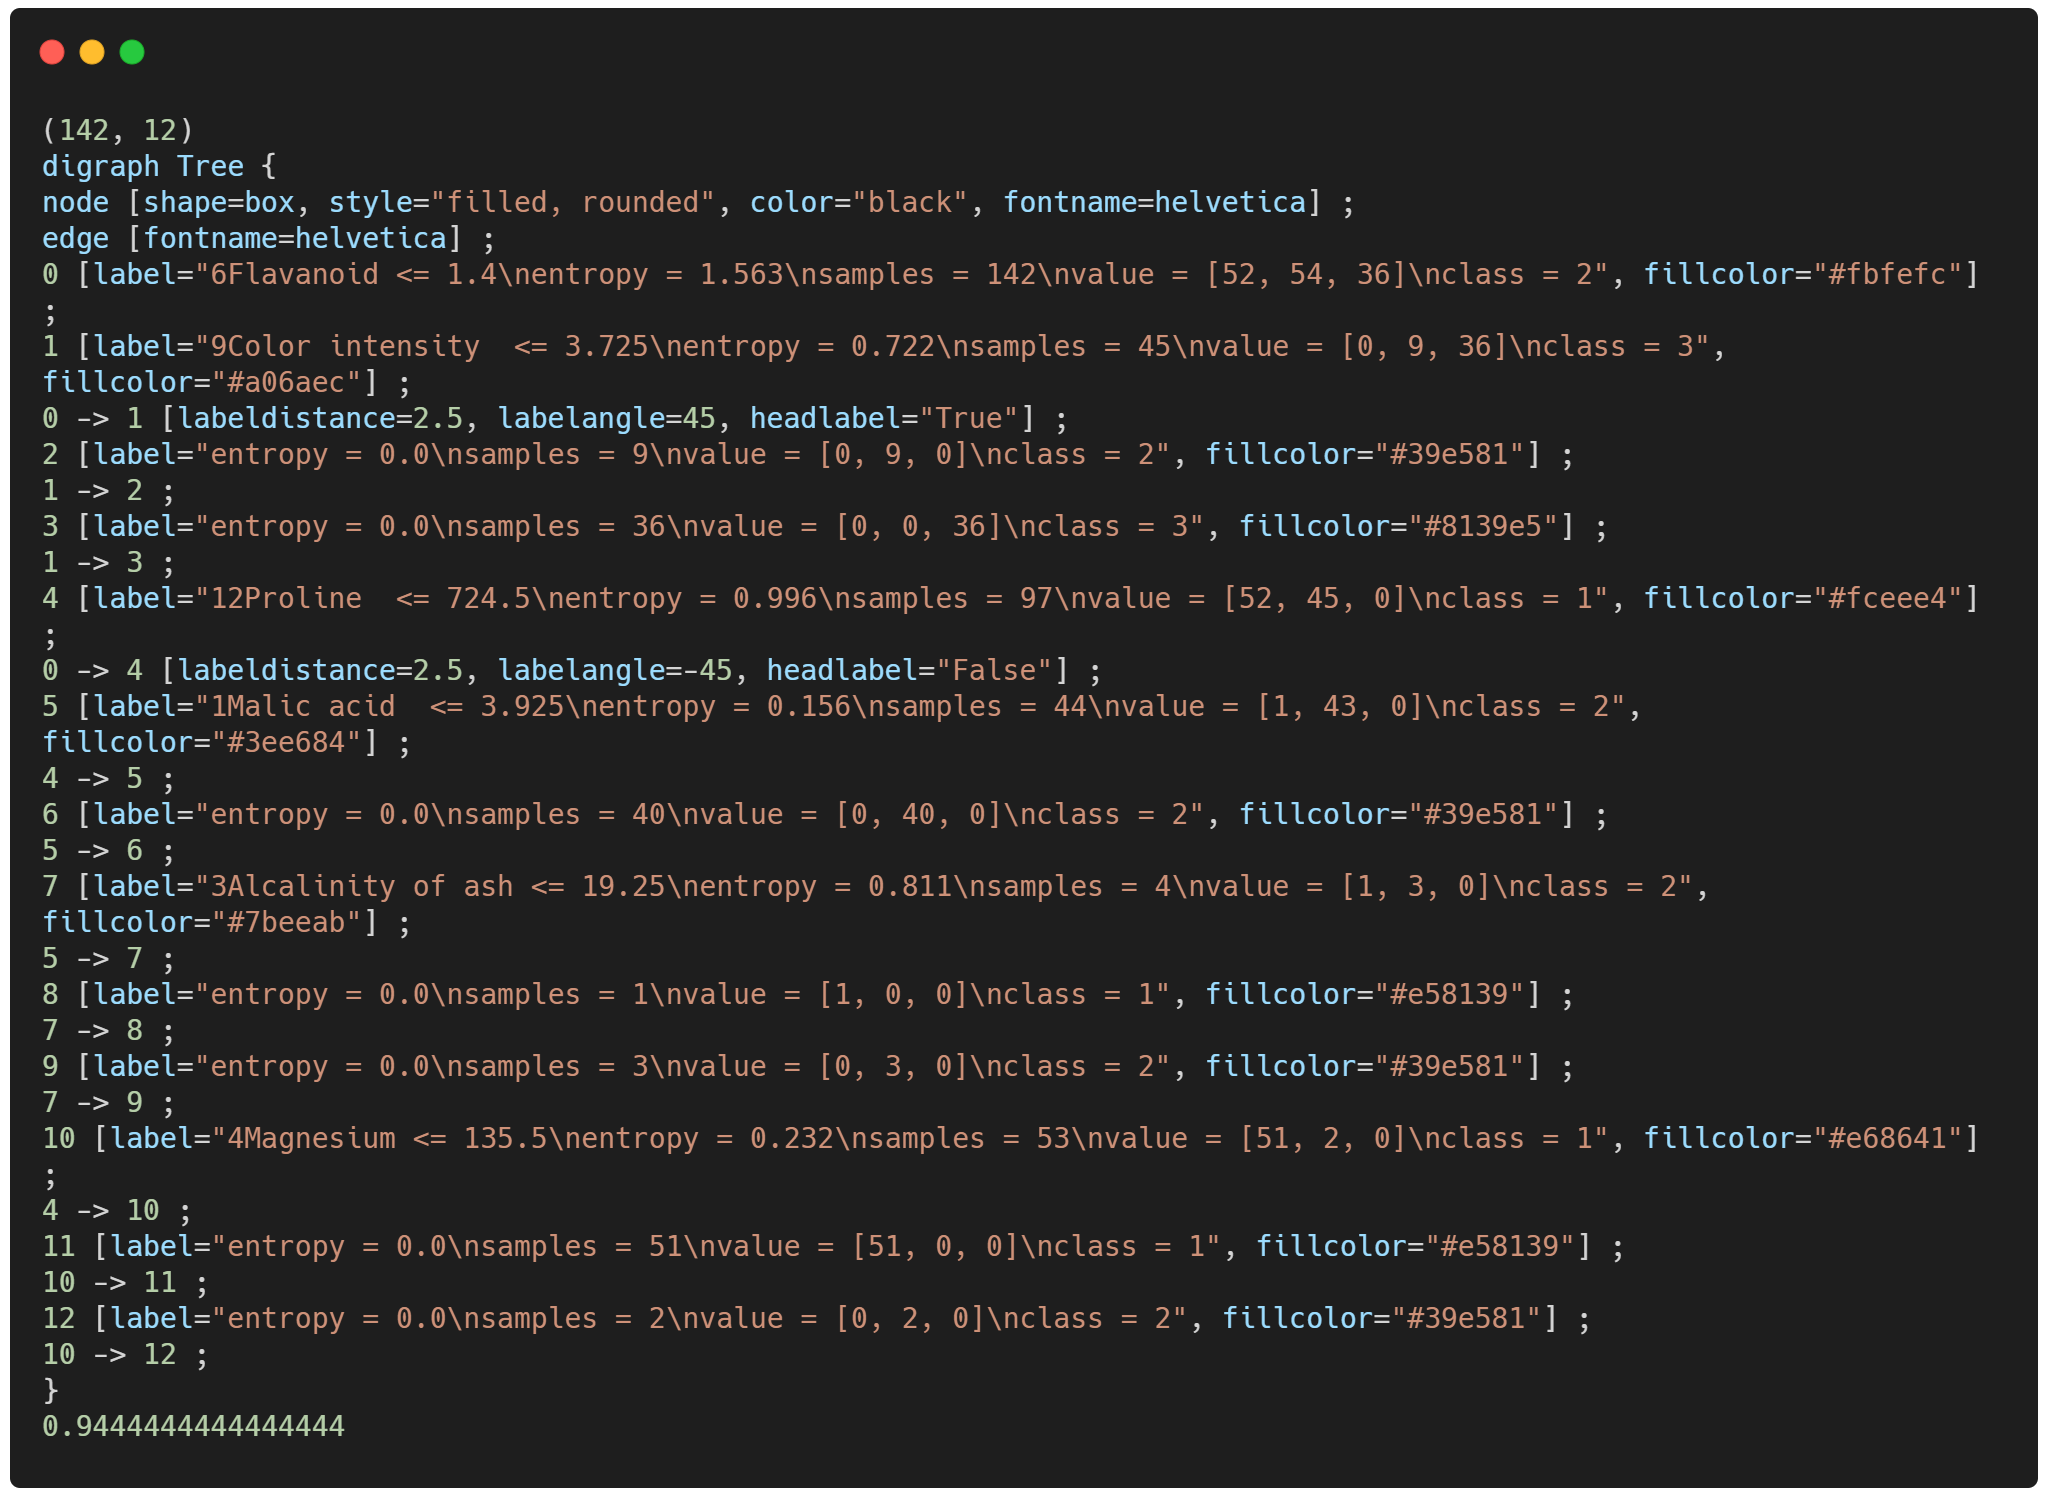 (142, 12)
digraph Tree {
node [shape=box, style="filled, rounded", color="black", fontname=helvetica] ;
edge [fontname=helvetica] ;
0 [label="6Flavanoid <= 1.4\nentropy = 1.563\nsamples = 142\nvalue = [52, 54, 36]\nclass = 2", fillcolor="#fbfefc"]
;
1 [label="9Color intensity  <= 3.725\nentropy = 0.722\nsamples = 45\nvalue = [0, 9, 36]\nclass = 3",
fillcolor="#a06aec"] ;
0 -> 1 [labeldistance=2.5, labelangle=45, headlabel="True"] ;
2 [label="entropy = 0.0\nsamples = 9\nvalue = [0, 9, 0]\nclass = 2", fillcolor="#39e581"] ;
1 -> 2 ;
3 [label="entropy = 0.0\nsamples = 36\nvalue = [0, 0, 36]\nclass = 3", fillcolor="#8139e5"] ;
1 -> 3 ;
4 [label="12Proline  <= 724.5\nentropy = 0.996\nsamples = 97\nvalue = [52, 45, 0]\nclass = 1", fillcolor="#fceee4"]
;
0 -> 4 [labeldistance=2.5, labelangle=-45, headlabel="False"] ;
5 [label="1Malic acid  <= 3.925\nentropy = 0.156\nsamples = 44\nvalue = [1, 43, 0]\nclass = 2",
fillcolor="#3ee684"] ;
4 -> 5 ;
6 [label="entropy = 0.0\nsamples = 40\nvalue = [0, 40, 0]\nclass = 2", fillcolor="#39e581"] ;
5 -> 6 ;
7 [label="3Alcalinity of ash <= 19.25\nentropy = 0.811\nsamples = 4\nvalue = [1, 3, 0]\nclass = 2",
fillcolor="#7beeab"] ;
5 -> 7 ;
8 [label="entropy = 0.0\nsamples = 1\nvalue = [1, 0, 0]\nclass = 1", fillcolor="#e58139"] ;
7 -> 8 ;
9 [label="entropy = 0.0\nsamples = 3\nvalue = [0, 3, 0]\nclass = 2", fillcolor="#39e581"] ;
7 -> 9 ;
10 [label="4Magnesium <= 135.5\nentropy = 0.232\nsamples = 53\nvalue = [51, 2, 0]\nclass = 1", fillcolor="#e68641"]
;
4 -> 10 ;
11 [label="entropy = 0.0\nsamples = 51\nvalue = [51, 0, 0]\nclass = 1", fillcolor="#e58139"] ;
10 -> 11 ;
12 [label="entropy = 0.0\nsamples = 2\nvalue = [0, 2, 0]\nclass = 2", fillcolor="#39e581"] ;
10 -> 12 ;
}
0.9444444444444444